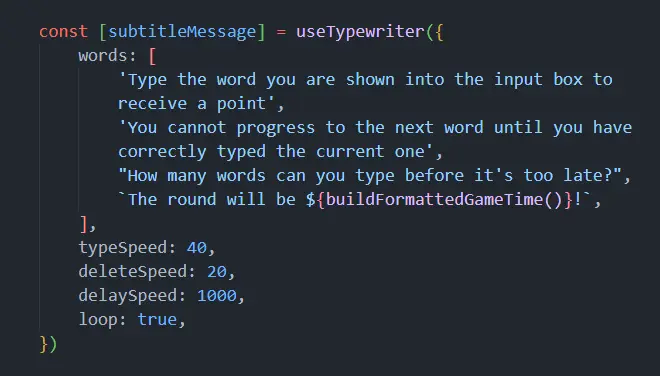 const [subtitleMessage] = useTypewriter({
words: [
'Type the word you are shown into the input box to
receive a point',
'You cannot progress to the next word until you have
correctly typed the current one',
"How many words can you type before it's too late?",
`The round will be ${buildFormattedGameTime()}!`,
],
typeSpeed: 40,
deleteSpeed: 20,
delaySpeed: 1000,
loop: true,
})